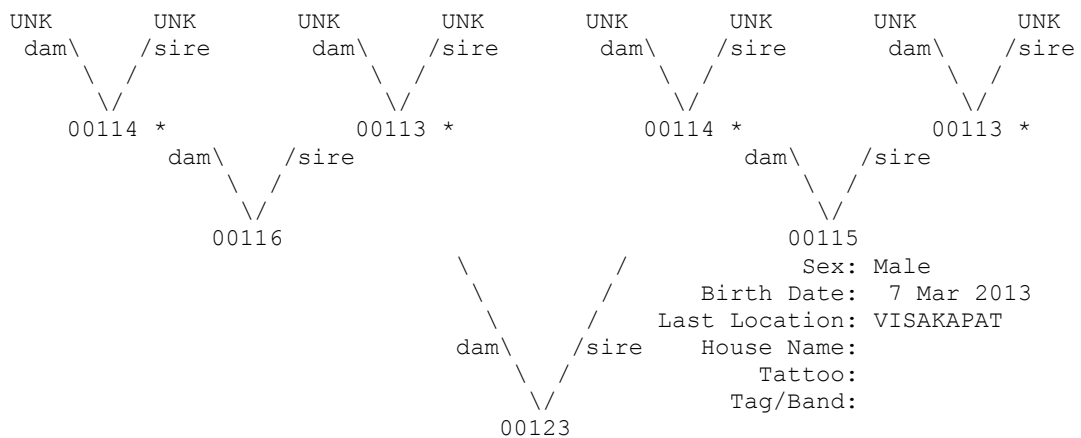 UNK UNK UNK UNK UNK UNK UNK UNK
dam\ /sire dam\ /sire dam\ /sire dam\ /sire
\ / \ / \ / \ /
\/ \/ \/ \/
00114 * 00113 * 00114 * 00113 *
dam\ /sire dam\ /sire
\ / \ /
\/ \/
00116 00115
\ / Sex: Male
\ / Birth Date: 7 Mar 2013
\ / Last Location: VISAKAPAT
dam\ /sire House Name:
\ / Tattoo:
\/ Tag/Band:
00123